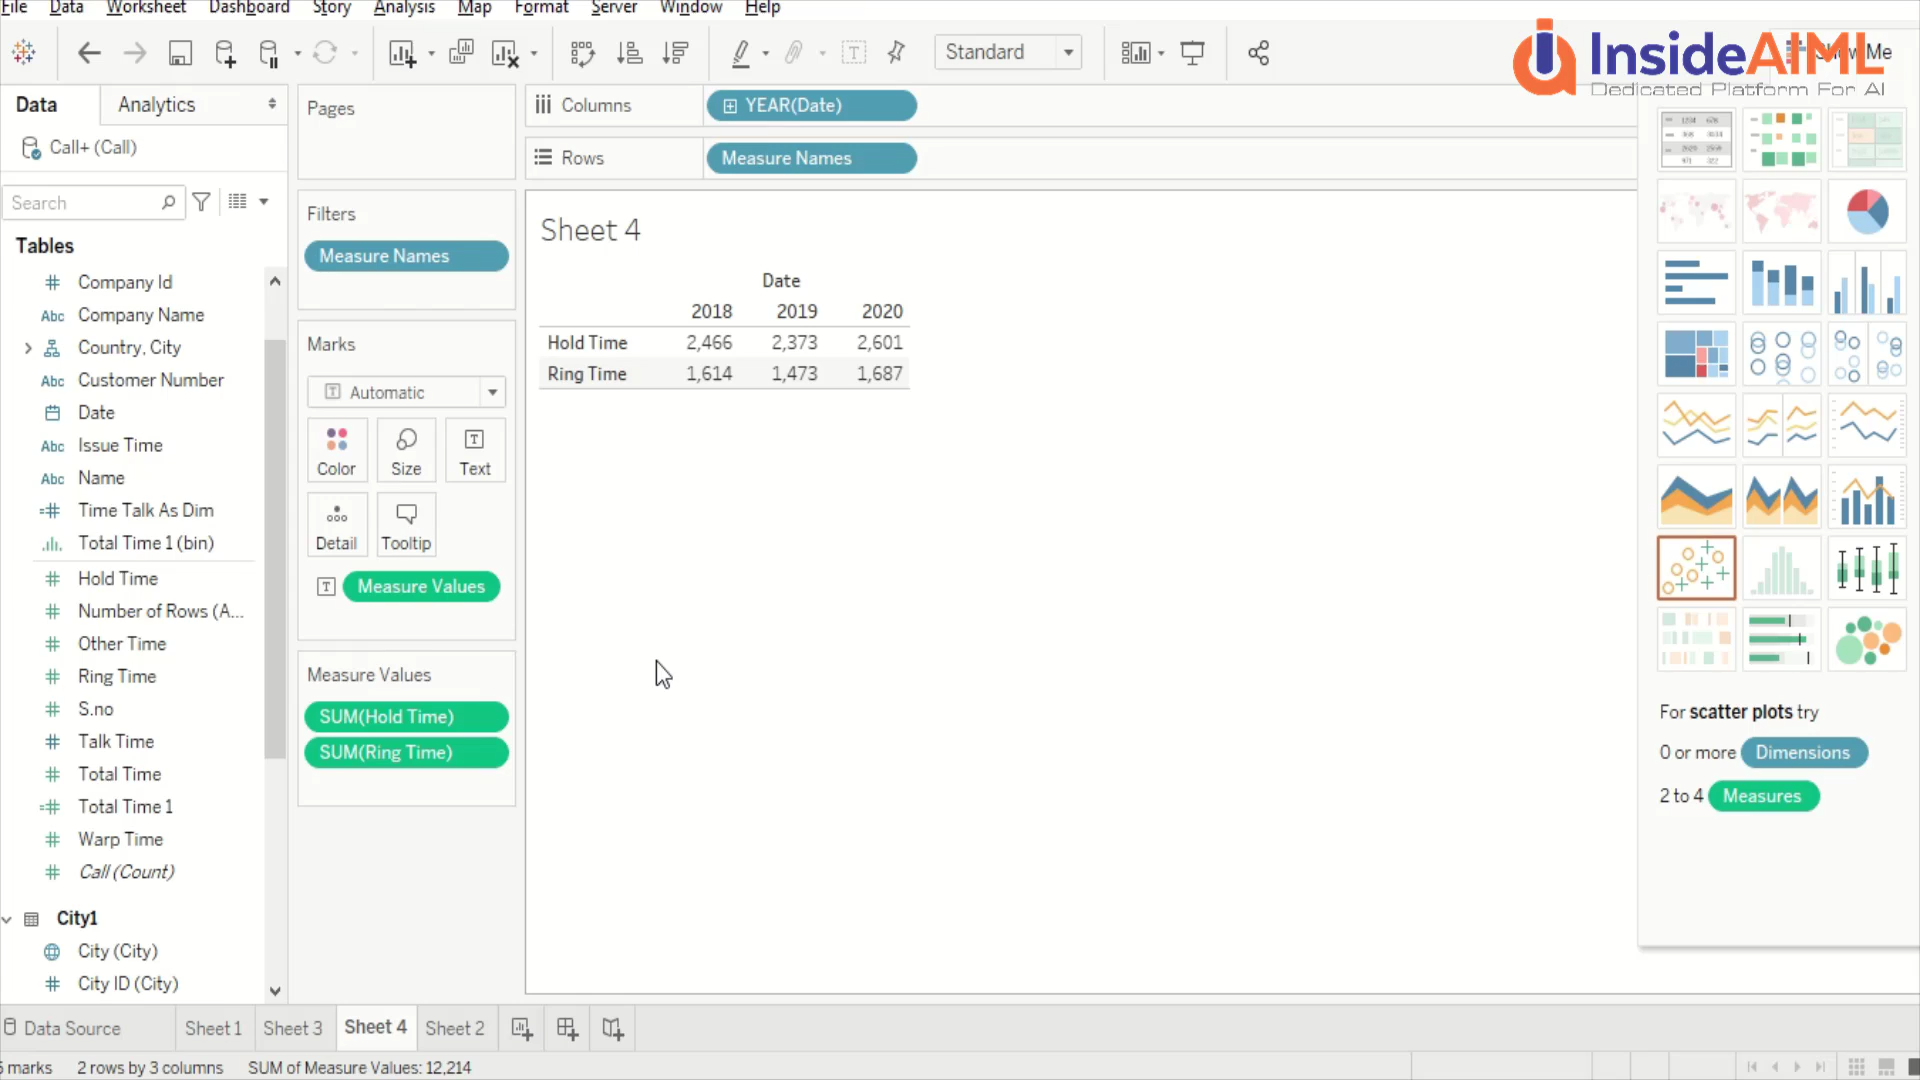 File Data Worksheet Dashboard Story Analysis Map Format Server Window Help
Standard
Show Me
InsideAIML
Dedicated Platform For AI
Data Analytics
Call+ (Call)
Search
Tables
Company Id
Company Name
Country, City
Customer Number
Date
Issue Time
Name
Time Talk As Dim
Total Time 1 (bin)
Hold Time
Number of Rows (A...
Other Time
Ring Time
S.no
Talk Time
Total Time
Total Time 1
Warp Time
Call (Count)
City1
City (City)
City ID (City)
Pages
Filters
Measure Names
Marks
Automatic
Color Size Text
Detail Tooltip
Measure Values
Measure Values
SUM(Hold Time)
SUM(Ring Time)
Columns YEAR(Date)
Rows Measure Names
Sheet 4
Date
2018 2019 2020
Hold Time 2,466 2,373 2,601
Ring Time 1,614 1,473 1,687
For scatter plots try
0 or more Dimensions
2 to 4 Measures
Data Source Sheet 1 Sheet 3 Sheet 4 Sheet 2
marks 2 rows by 3 columns SUM of Measure Values: 12,214